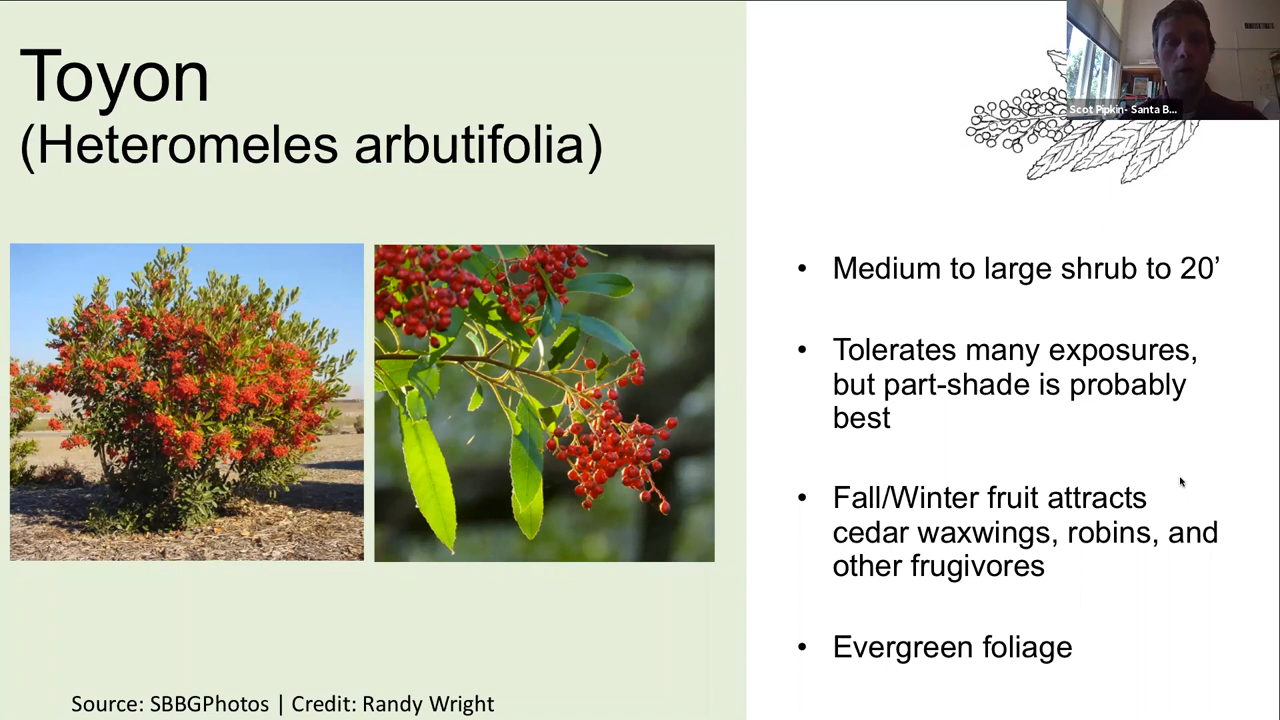 Toyon
(Heteromeles arbutifolia)
Scot Pipkin- Santa B...
• Medium to large shrub to 20’
• Tolerates many exposures,
but part-shade is probably
best
• Fall/Winter fruit attracts
cedar waxwings, robins, and
other frugivores
• Evergreen foliage
Source: SBBGPhotos | Credit: Randy Wright